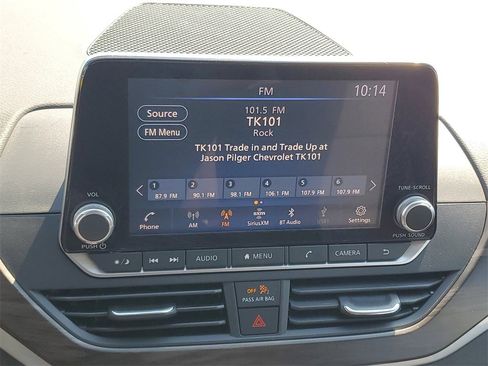 FM
10:14
Source
101.5 FM
TK101
FM Menu
Rock
TK101 Trade in and Trade Up at
Jason Pilger Chevrolet TK101
1 2 3 4 5 6
87.9 FM 90.1 FM 98.1 FM 106.1 FM 107.9 FM 107.9 FM
VOL
TUNE·SCROLL
Phone AM FM SiriusXM BT Audio USB1 Settings
PUSH
PUSH SOUND
AUDIO MENU CAMERA
OFF
PASS AIR BAG